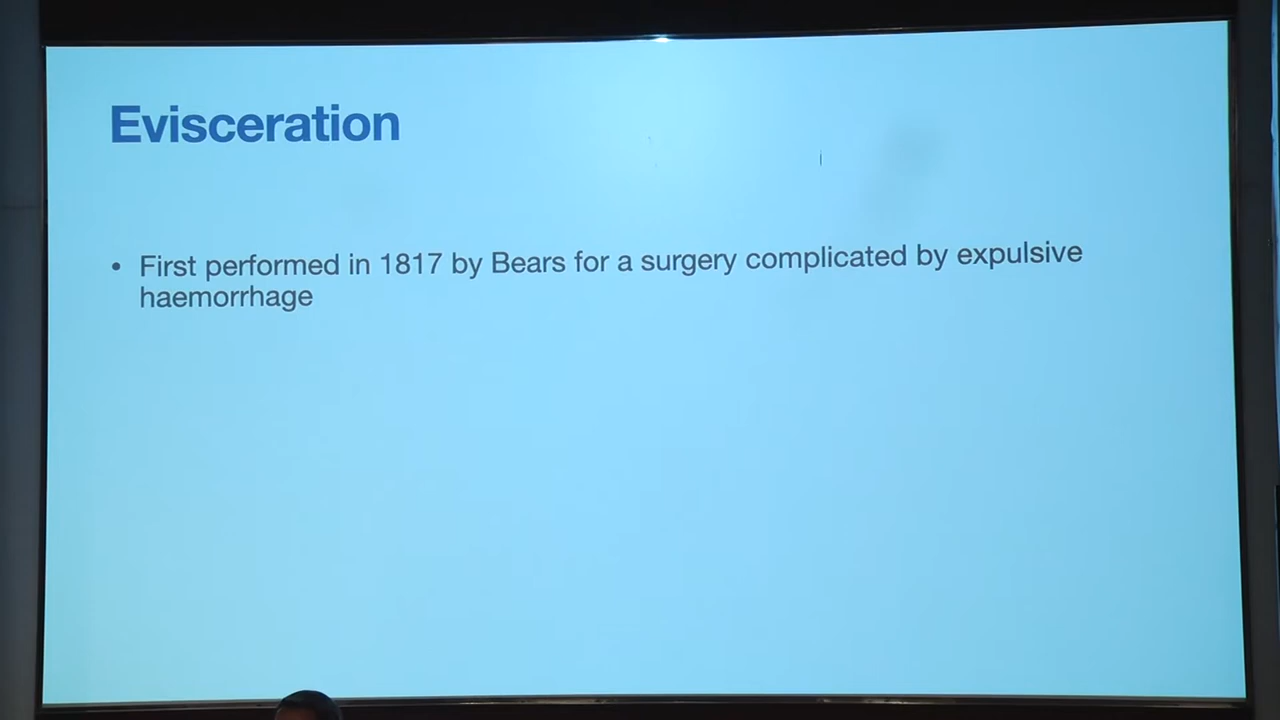 Evisceration
• First performed in 1817 by Bears for a surgery complicated by expulsive
haemorrhage